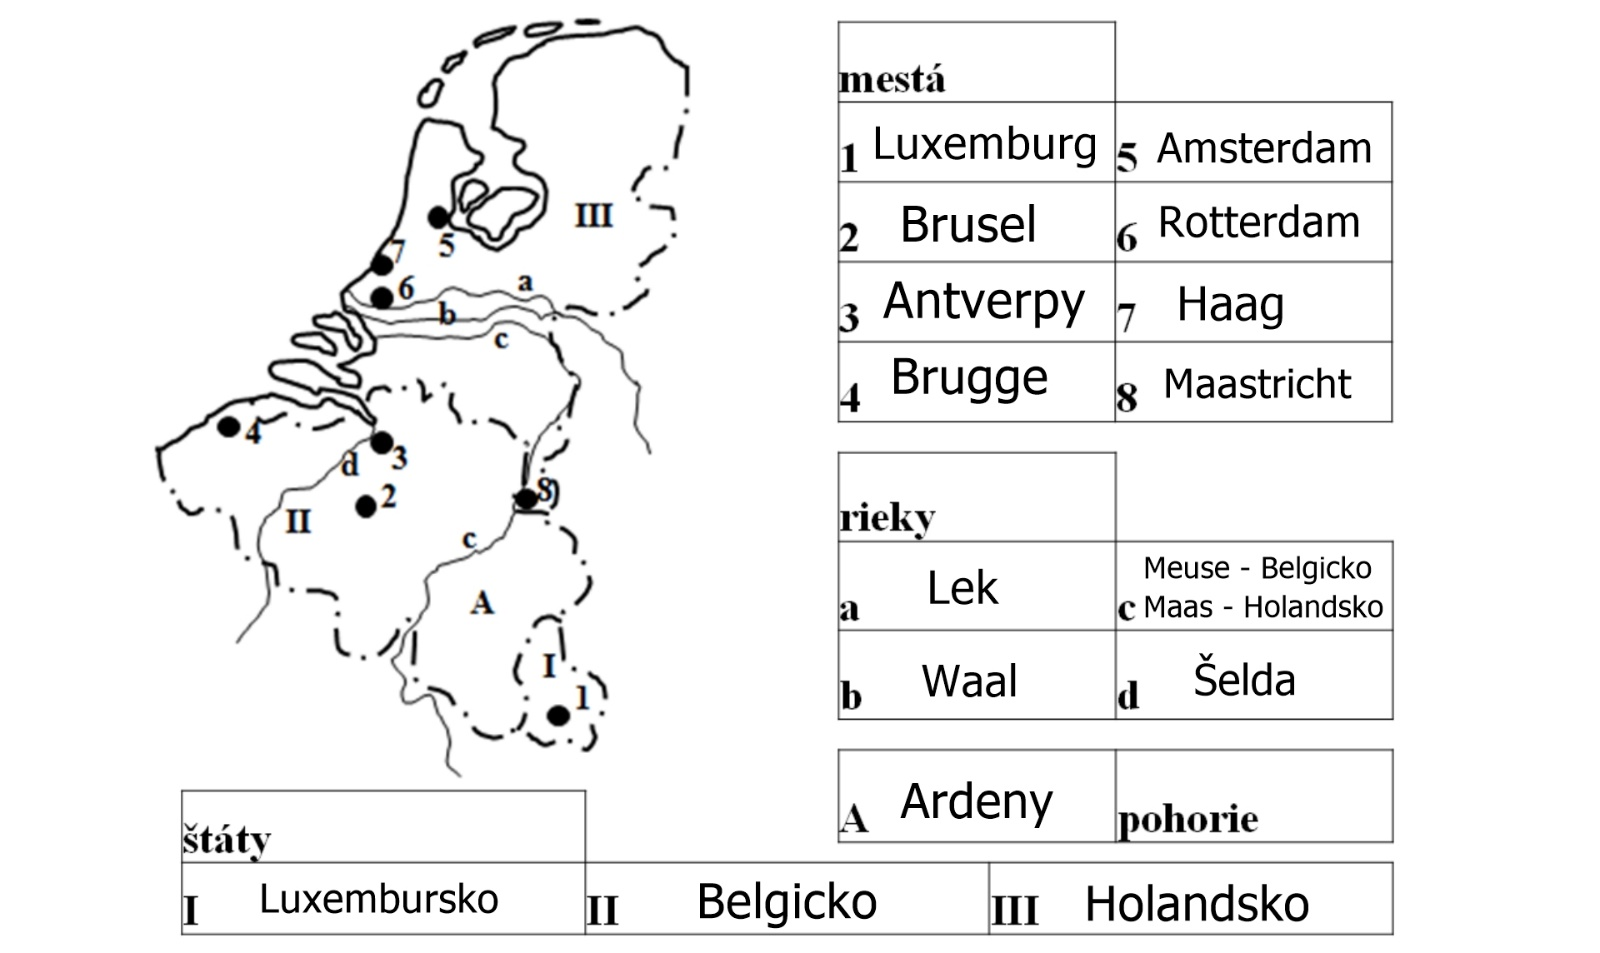 mestá
1 Luxemburg 5 Amsterdam
2 Brusel 6 Rotterdam
3 Antverpy 7 Haag
4 Brugge 8 Maastricht
rieky
a Lek c Meuse - Belgicko
Maas - Holandsko
b Waal d Šelda
A Ardeny pohorie
štáty
I Luxembursko II Belgicko III Holandsko
III
5
7
6
a
b
c
4
3
d
2
8)
II
c
A
I
1